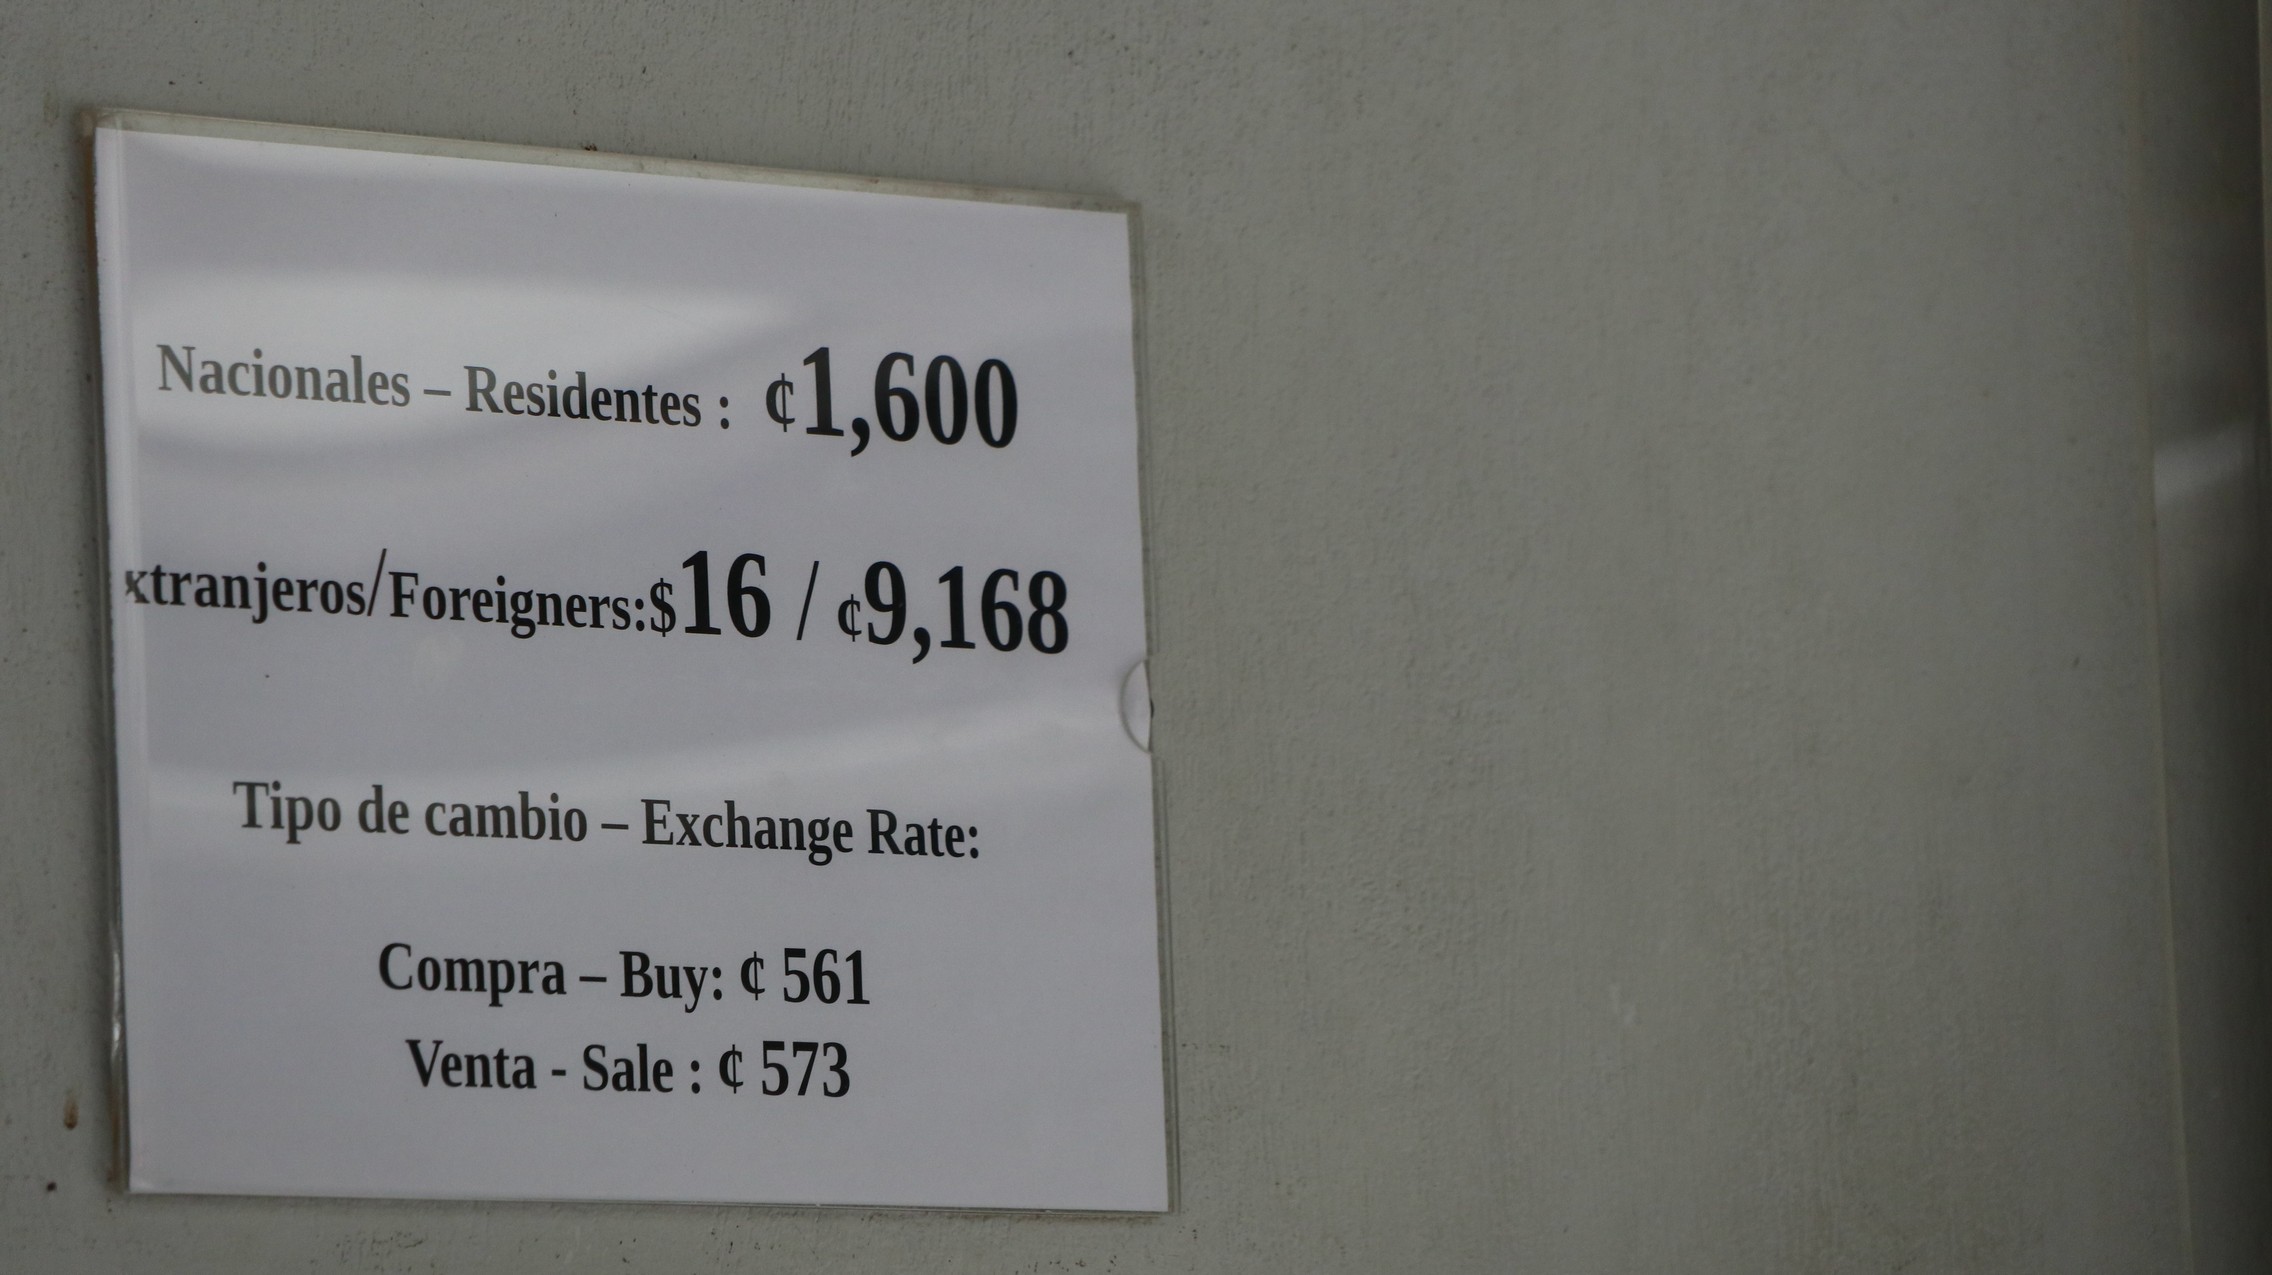 Nacionales – Residentes : ¢1,600
xtranjeros/Foreigners:$16 / ¢9,168
Tipo de cambio – Exchange Rate:
Compra – Buy: ¢ 561
Venta - Sale : ¢ 573